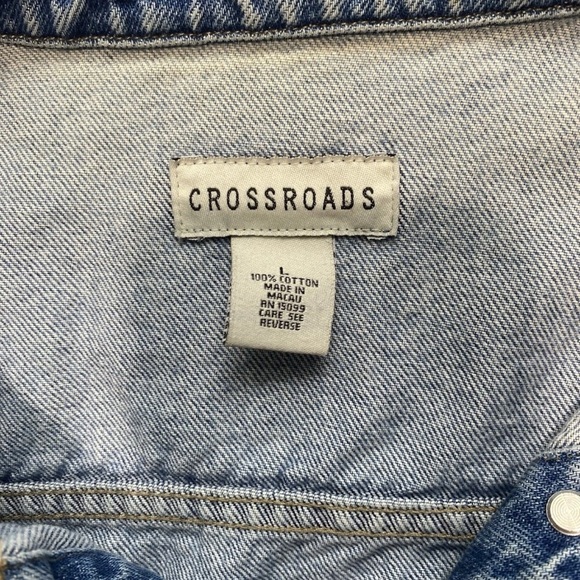 CROSSROADS
L
100% COTTON
MADE IN
MACAU
RN 15099
CARE SEE
REVERSE